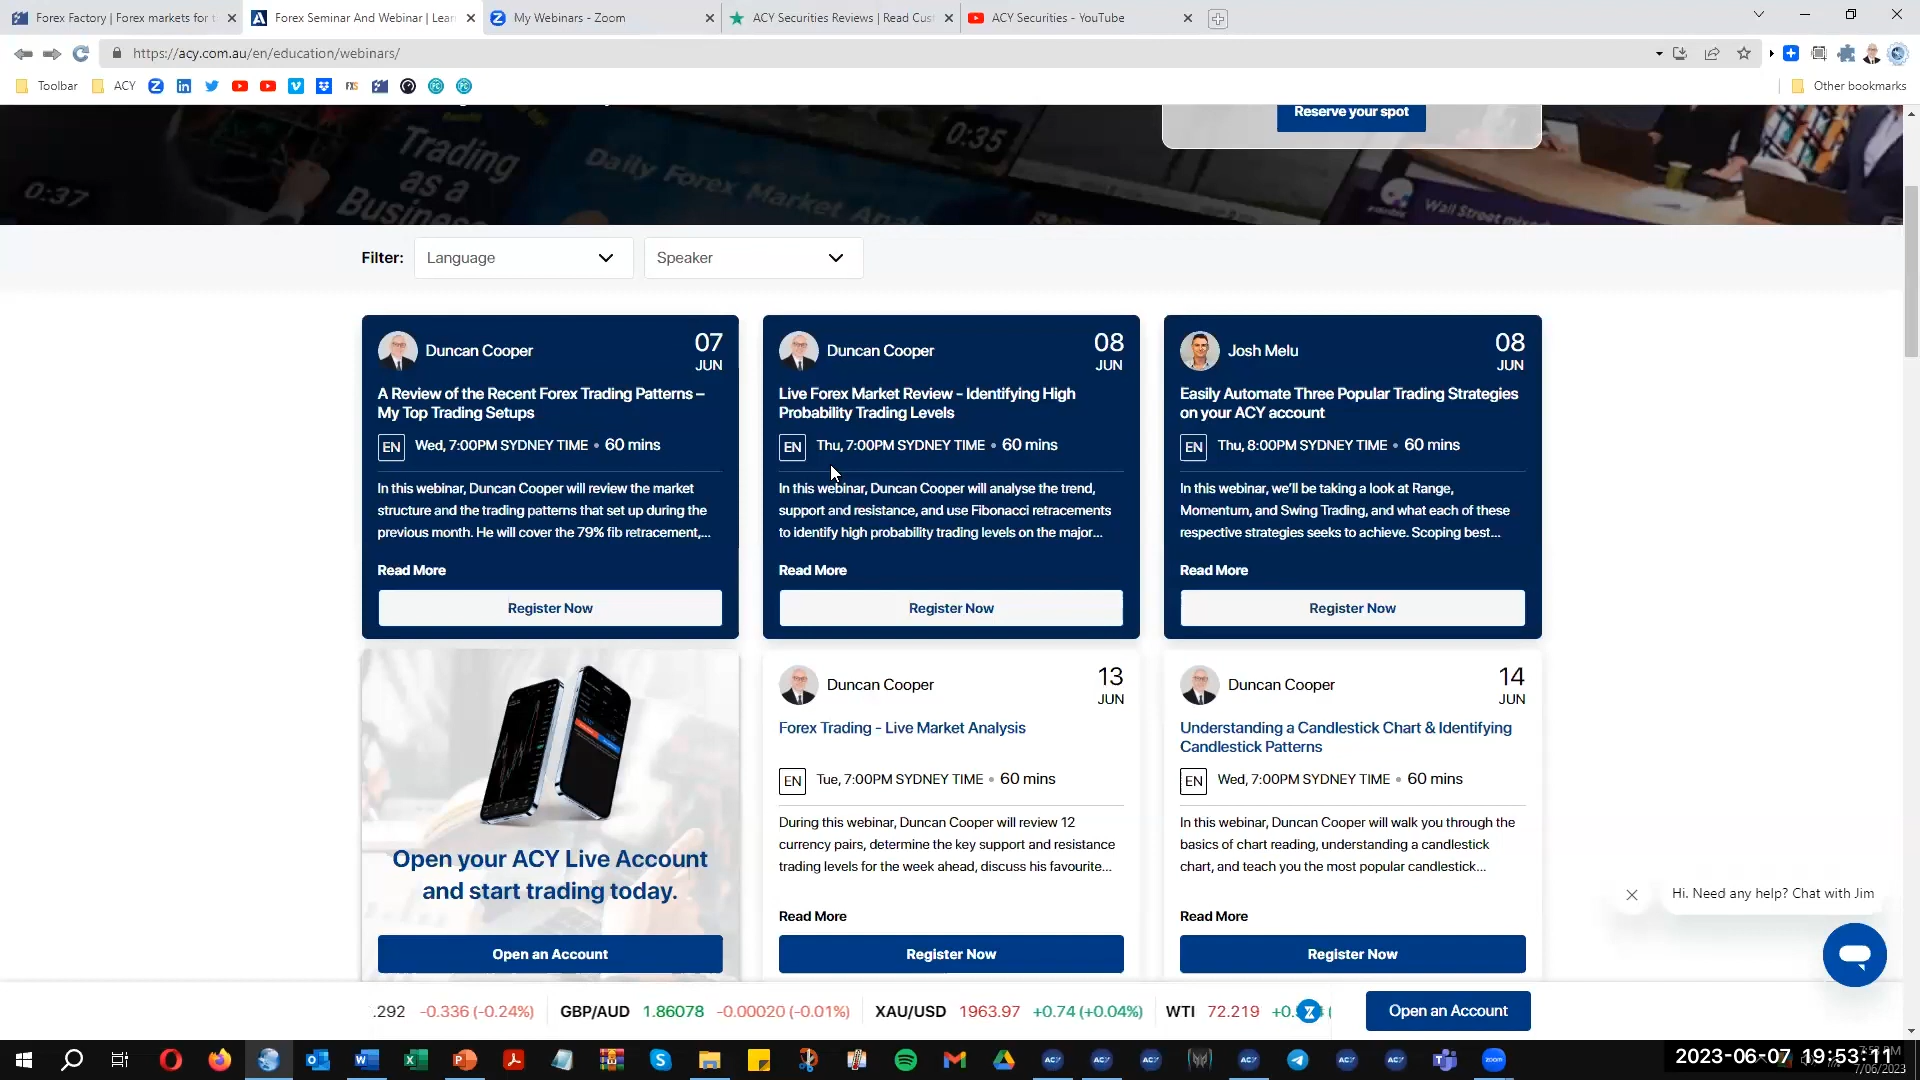 Forex Factory | Forex markets for t
Forex Seminar And Webinar | Lear
My Webinars - Zoom
ACY Securities Reviews | Read Cust
ACY Securities - YouTube
https://acy.com.au/en/education/webinars/
Toolbar
ACY
Other bookmarks
Reserve your spot
0:37
Trading
as a
Business
Daily Forex Market
0:35
Wall Street
Filter:
Language
Speaker
Duncan Cooper
07
JUN
A Review of the Recent Forex Trading Patterns –
My Top Trading Setups
EN
Wed, 7:00PM SYDNEY TIME • 60 mins
In this webinar, Duncan Cooper will review the market
structure and the trading patterns that set up during the
previous month. He will cover the 79% fib retracement,...
Read More
Register Now
Duncan Cooper
08
JUN
Live Forex Market Review - Identifying High
Probability Trading Levels
EN
Thu, 7:00PM SYDNEY TIME • 60 mins
In this webinar, Duncan Cooper will analyse the trend,
support and resistance, and use Fibonacci retracements
to identify high probability trading levels on the major...
Read More
Register Now
Josh Melu
08
JUN
Easily Automate Three Popular Trading Strategies
on your ACY account
EN
Thu, 8:00PM SYDNEY TIME • 60 mins
In this webinar, we'll be taking a look at Range,
Momentum, and Swing Trading, and what each of these
respective strategies seeks to achieve. Scoping best...
Read More
Register Now
Open your ACY Live Account
and start trading today.
Open an Account
Duncan Cooper
13
JUN
Forex Trading - Live Market Analysis
EN
Tue, 7:00PM SYDNEY TIME • 60 mins
During this webinar, Duncan Cooper will review 12
currency pairs, determine the key support and resistance
trading levels for the week ahead, discuss his favourite...
Read More
Register Now
Duncan Cooper
14
JUN
Understanding a Candlestick Chart & Identifying
Candlestick Patterns
EN
Wed, 7:00PM SYDNEY TIME • 60 mins
In this webinar, Duncan Cooper will walk you through the
basics of chart reading, understanding a candlestick
chart, and teach you the most popular candlestick...
Read More
Register Now
Hi. Need any help? Chat with Jim
.292 -0.336 (-0.24%) GBP/AUD 1.86078 -0.00020 (-0.01%) XAU/USD 1963.97 +0.74 (+0.04%) WTI 72.219
Open an Account
2023-06-07 19:53:11
7/06/2023